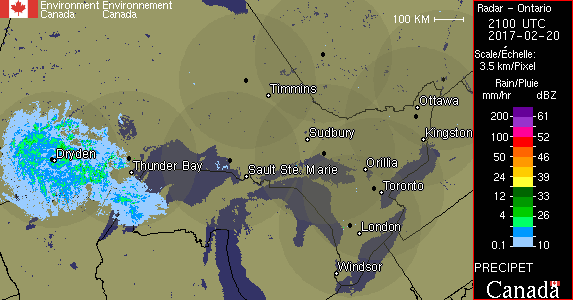 Environment Environnement
Canada Canada
100 KM
Timmins
Ottawa
Sudbury
Kingston
Dryden
Thunder Bay
Sault Ste. Marie
Orillia
Toronto
London
Windsor
Radar - Ontario
2100 UTC
2017-02-20
Scale/Échelle:
3.5 km/Pixel
Rain/Pluie
mm/hr dBZ
200 61
100 52
50 46
24 39
12 33
4 26
0.1 10
PRECIPET
Canada